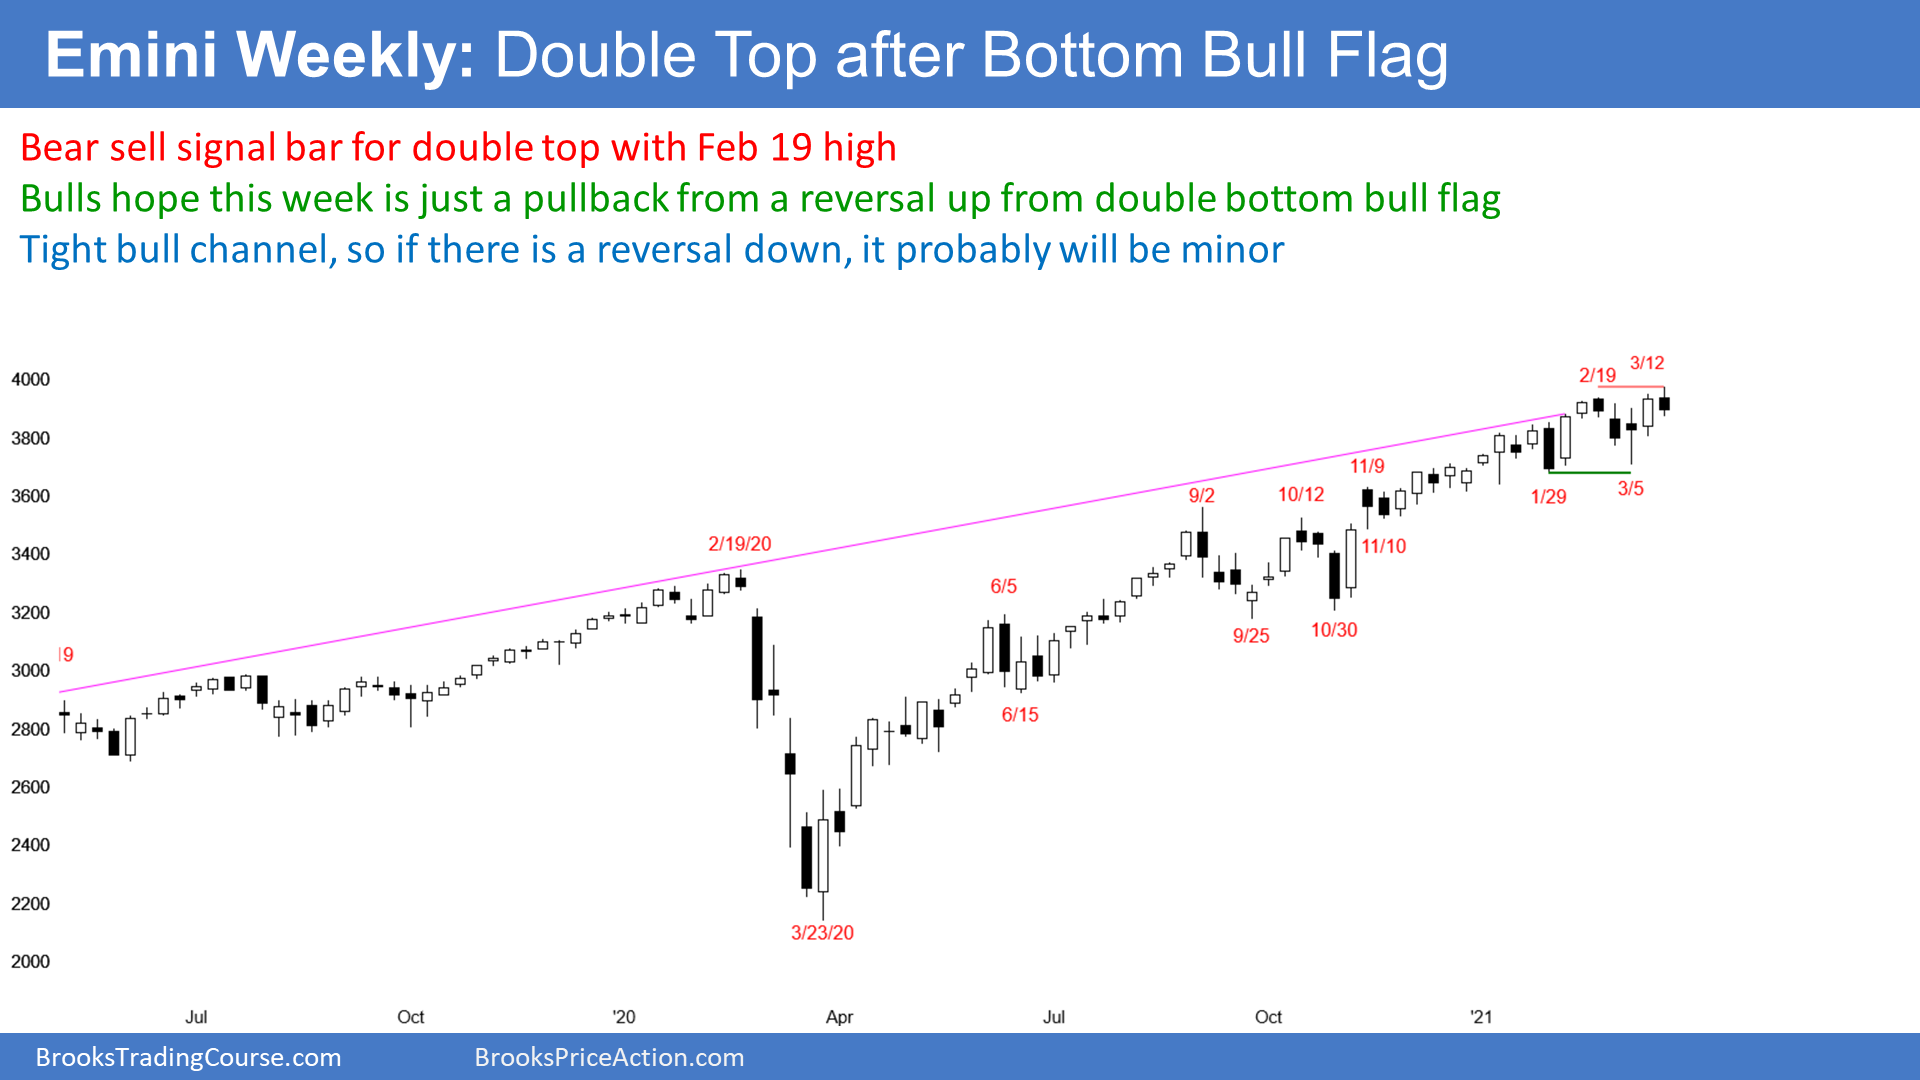 Emini Weekly: Double Top after Bottom Bull Flag
Bear sell signal bar for double top with Feb 19 high
Bulls hope this week is just a pullback from a reversal up from double bottom bull flag
Tight bull channel, so if there is a reversal down, it probably will be minor
3/12
2/19
4000
3800
11/9
3600
9/2
10/12
1/29
3/5
3400
2/19/20
11/10
6/5
3200
9/25
10/30
3000
19
2800
6/15
2600
2400
2200
3/23/20
2000
Jul
Oct
'20
Apr
Jul
Oct
'21
BrooksTradingCourse.com
BrooksPriceAction.com